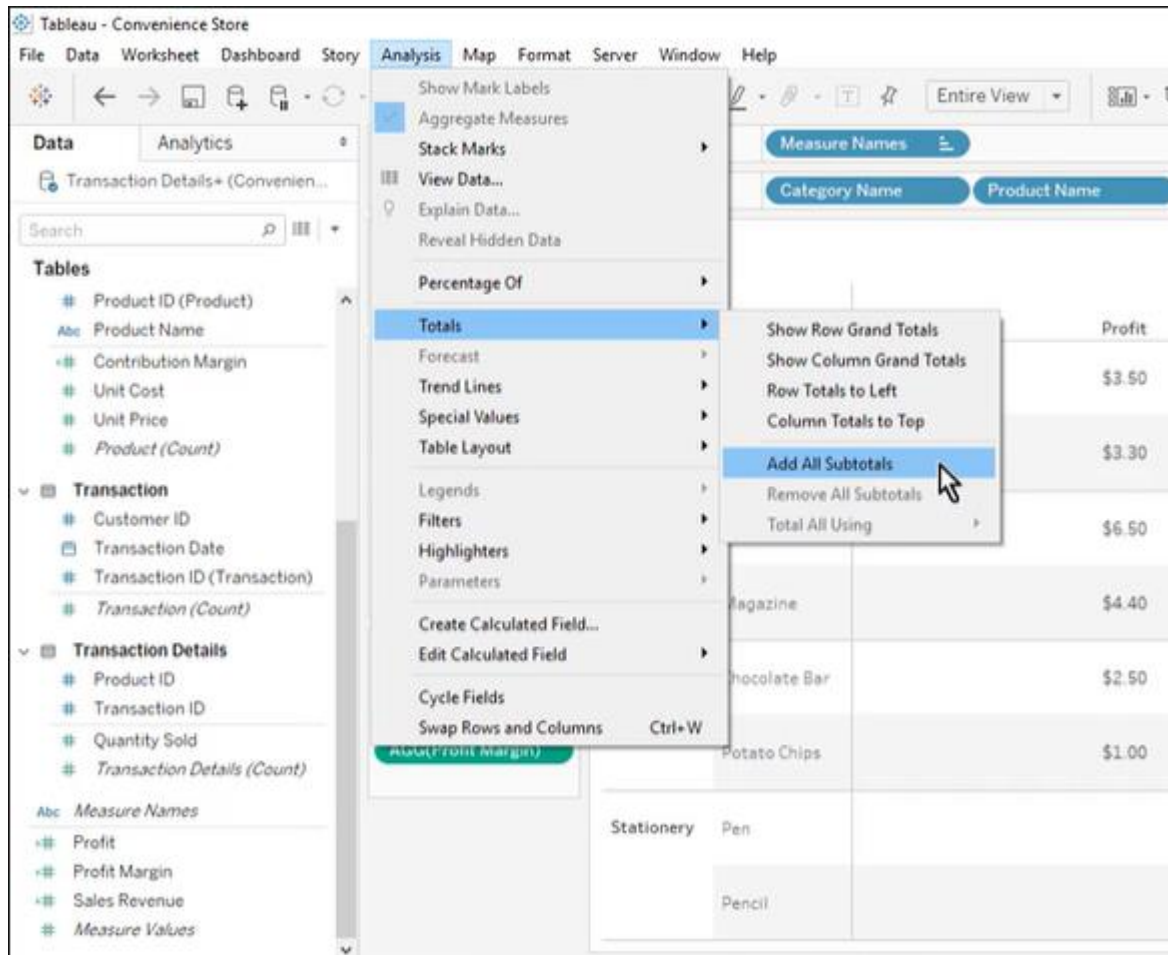 Tableau - Convenience Store
File Data Worksheet Dashboard Story Analysis Map Format Server Window Help
Entire View
Data Analytics
Transaction Details+ (Convenien...
Search
Tables
Product ID (Product)
Abc Product Name
Contribution Margin
Unit Cost
Unit Price
Product (Count)
Transaction
Customer ID
Transaction Date
Transaction ID (Transaction)
Transaction (Count)
Transaction Details
Product ID
Transaction ID
Quantity Sold
Transaction Details (Count)
Abc Measure Names
Profit
Profit Margin
Sales Revenue
Measure Values
Show Mark Labels
Aggregate Measures
Stack Marks
View Data...
Explain Data...
Reveal Hidden Data
Percentage Of
Totals
Forecast
Trend Lines
Special Values
Table Layout
Legends
Filters
Highlighters
Parameters
Create Calculated Field...
Edit Calculated Field
Cycle Fields
Swap Rows and Columns Ctrl+W
AGG(Profit Margin)
Show Row Grand Totals
Show Column Grand Totals
Row Totals to Left
Column Totals to Top
Add All Subtotals
Remove All Subtotals
Total All Using
Measure Names
Category Name Product Name
Profit
$3.50
$3.30
$6.50
Magazine $4.40
Chocolate Bar $2.50
Potato Chips $1.00
Stationery Pen
Pencil